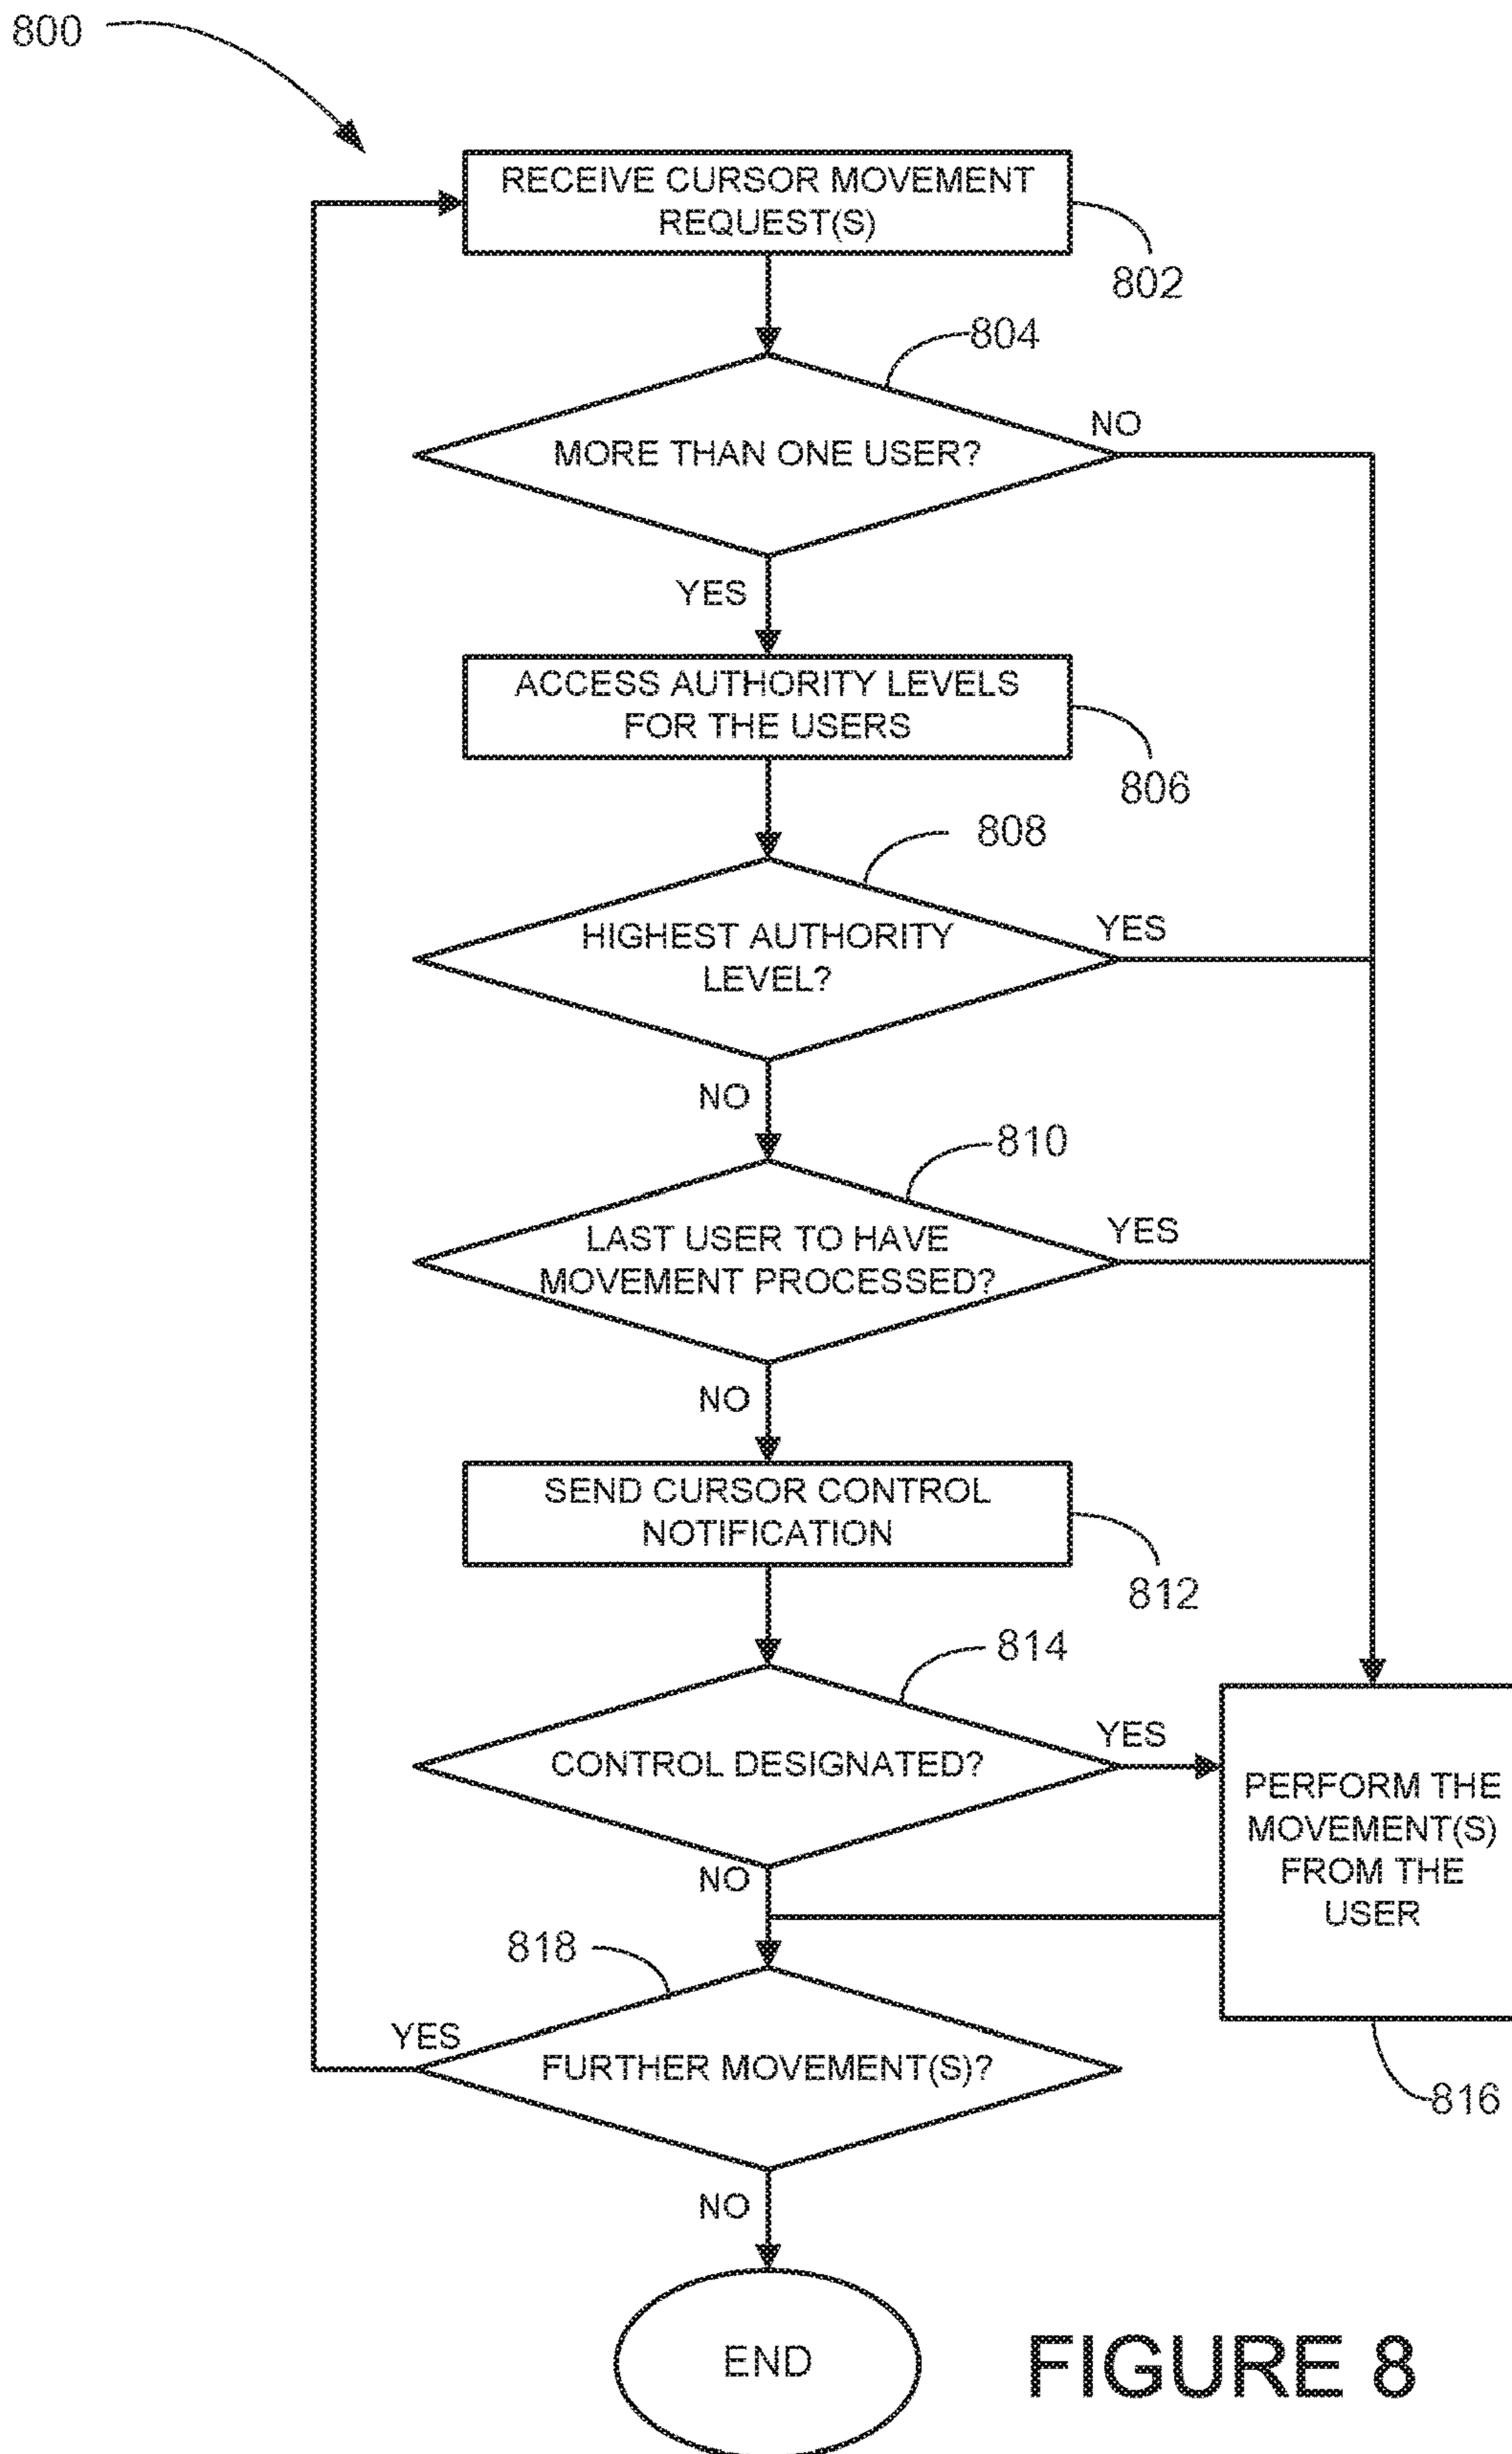 800
RECEIVE CURSOR MOVEMENT
REQUEST(S)
802
804
MORE THAN ONE USER?
NO
YES
ACCESS AUTHORITY LEVELS
FOR THE USERS
806
808
HIGHEST AUTHORITY
LEVEL?
YES
NO
810
LAST USER TO HAVE
MOVEMENT PROCESSED?
YES
NO
SEND CURSOR CONTROL
NOTIFICATION
812
814
CONTROL DESIGNATED?
YES
NO
PERFORM THE
MOVEMENT(S)
FROM THE
USER
816
818
FURTHER MOVEMENT(S)?
YES
NO
END
FIGURE 8